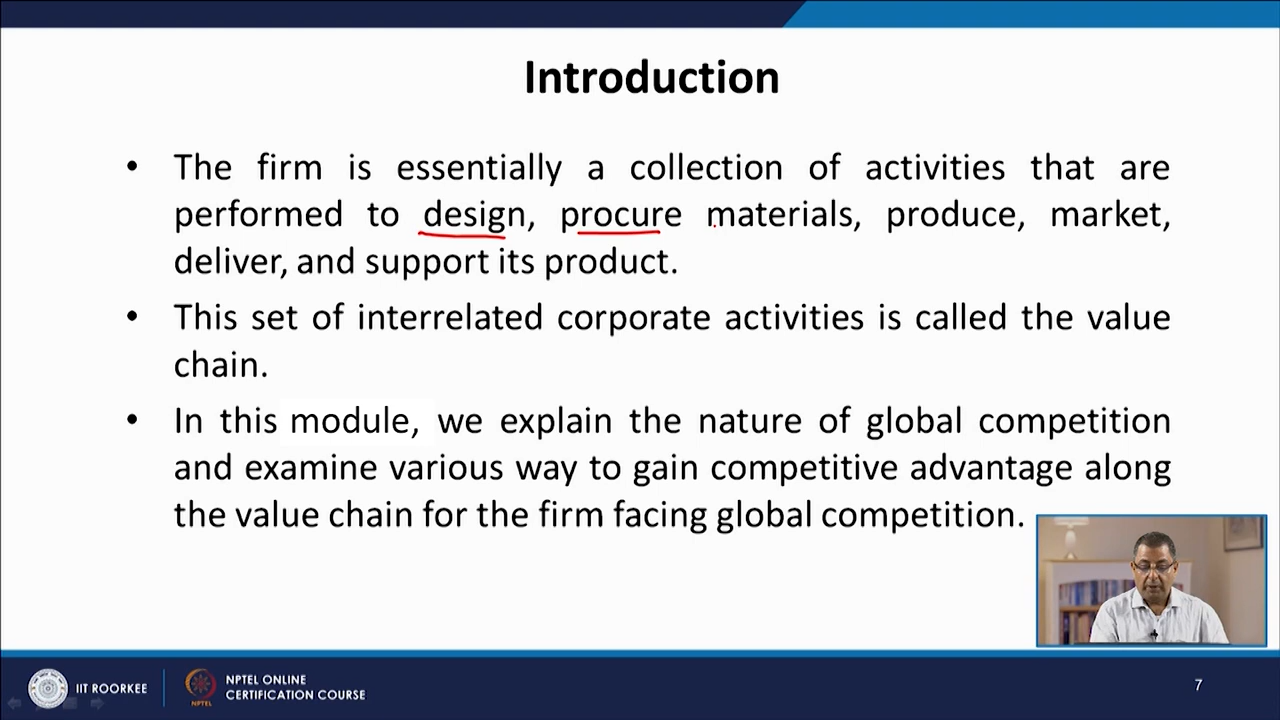 Introduction
• The firm is essentially a collection of activities that are
performed to design, procure materials, produce, market,
deliver, and support its product.
• This set of interrelated corporate activities is called the value
chain.
• In this module, we explain the nature of global competition
and examine various way to gain competitive advantage along
the value chain for the firm facing global competition.
IIT ROORKEE
NPTEL
NPTEL ONLINE
CERTIFICATION COURSE
7